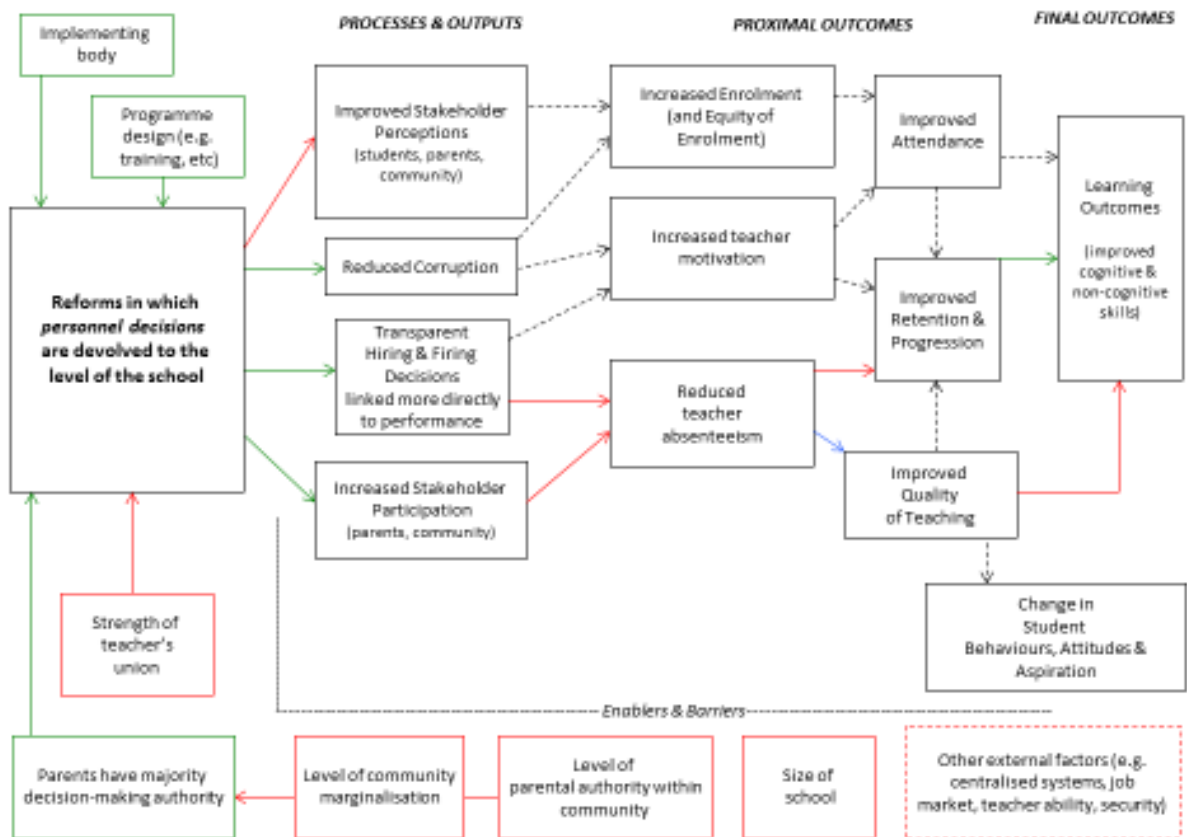 PROCESSES & OUTPUTS
PROXIMAL OUTCOMES
FINAL OUTCOMES
Implementing
body
Programme
design (e.g.
training, etc)
Reforms in which
personnel decisions
are devolved to the
level of the school
Improved Stakeholder
Perceptions
(students, parents,
community)
Reduced Corruption
Transparent
Hiring & Firing
Decisions
linked more directly
to performance
Increased Stakeholder
Participation
(parents, community)
Increased Enrolment
(and Equity of
Enrolment)
Increased teacher
motivation
Reduced
teacher
absenteeism
Improved
Attendance
Improved
Retention &
Progression
Improved
Quality
of Teaching
Learning
Outcomes
(improved
cognitive &
non-cognitive
skills)
Change in
Student
Behaviours, Attitudes &
Aspiration
Strength of
teacher's
union
Enablers & Barriers
Parents have majority
decision-making authority
Level of community
marginalisation
Level of
parental authority within
community
Size of
school
Other external factors (e.g.
centralised systems, job
market, teacher ability, security)